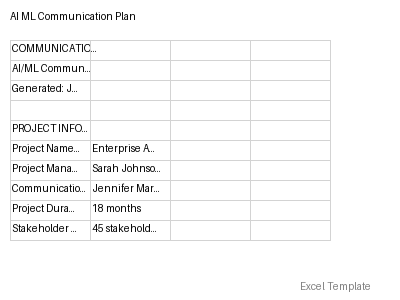 AI ML Communication Plan
COMMUNICATIC...
AI/ML Commun...
Generated: J...
PROJECT INFO...
Project Name... Enterprise A...
Project Mana... Sarah Johnso...
Communicatio... Jennifer Mar...
Project Dura... 18 months
Stakeholder ... 45 stakehold...
Excel Template